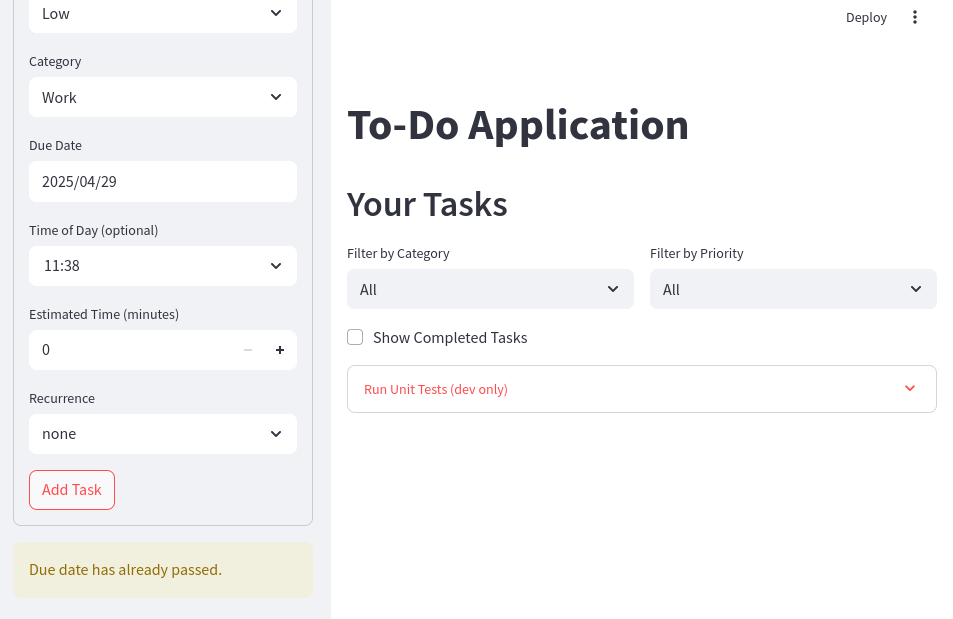 Low
Category
Work
Due Date
2025/04/29
Time of Day (optional)
11:38
Estimated Time (minutes)
0
Recurrence
none
Add Task
Due date has already passed.
Deploy
To-Do Application
Your Tasks
Filter by Category
All
Filter by Priority
All
Show Completed Tasks
Run Unit Tests (dev only)